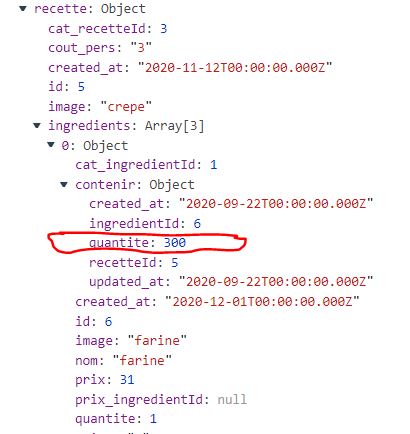 recette: Object
cat_recetteId: 3
cout_pers: "3"
created_at: "2020-11-12T00:00:00.000Z"
id: 5
image: "crepe"
ingredients: Array[3]
0: Object
cat_ingredientId: 1
contenir: Object
created_at: "2020-09-22T00:00:00.000Z"
ingredientId: 6
quantite: 300
recetteId: 5
updated_at: "2020-09-22T00:00:00.000Z"
created_at: "2020-12-01T00:00:00.000Z"
id: 6
image: "farine"
nom: "farine"
prix: 31
prix_ingredientId: null
quantite: 1